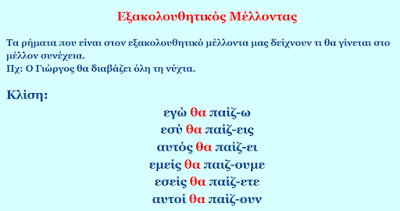 Εξακολουθητικός Μέλλοντας
Τα ρήματα που είναι στον εξακολουθητικό μέλλοντα μας δείχνουν τι θα γίνεται στο
μέλλον συνέχεια.
Πχ: Ο Γιώργος θα διαβάζει όλη τη νύχτα.
Κλίση:
εγώ θα παίζ-ω
εσύ θα παίζ-εις
αυτός θα παίζ-ει
εμείς θα παιζ-ουμε
εσείς θα παίζ-ετε
αυτοί θα παίζ-ουν